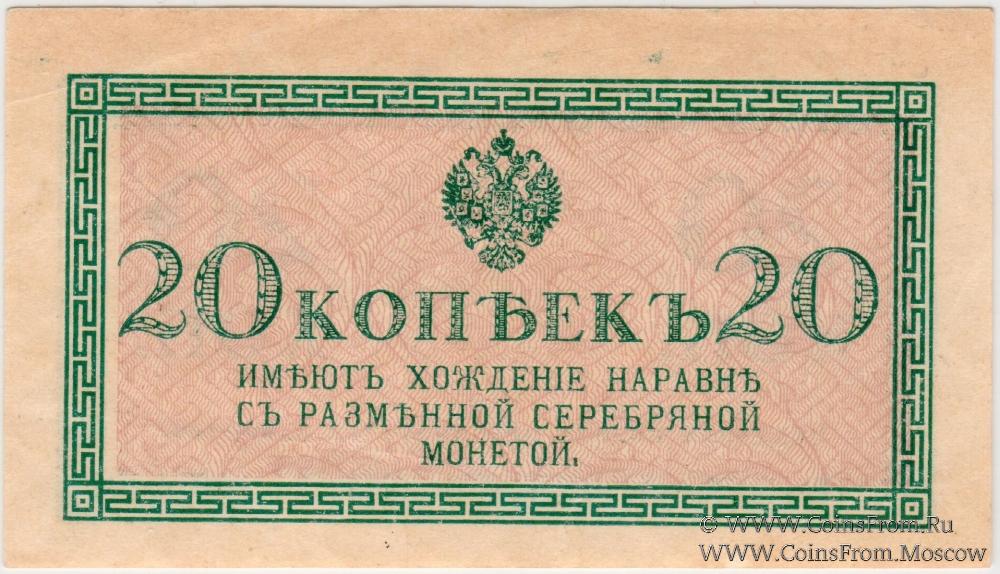 20 КОПѢЕКЪ 20
ИМѢЮТЪ ХОЖДЕНІЕ НАРАВНѢ
СЪ РАЗМѢННОЙ СЕРЕБРЯНОЙ
МОНЕТОЙ.
© WWW.CoinsFrom.Ru
WWW.CoinsFrom.Moscow